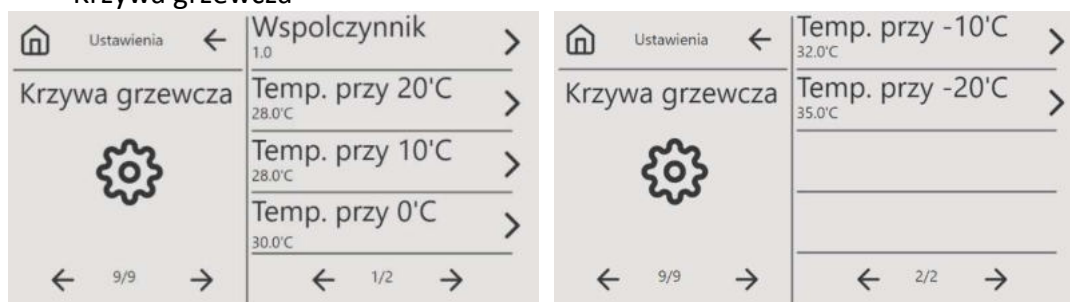 Krzywa grzewcza
Ustawienia
Krzywa grzewcza
9/9
Wspolczynnik
1.0
Temp. przy 20'C
28.0'C
Temp. przy 10'C
28.0'C
Temp. przy 0'C
30.0'C
1/2
Ustawienia
Krzywa grzewcza
9/9
Temp. przy -10'C
32.0'C
Temp. przy -20'C
35.0'C
2/2